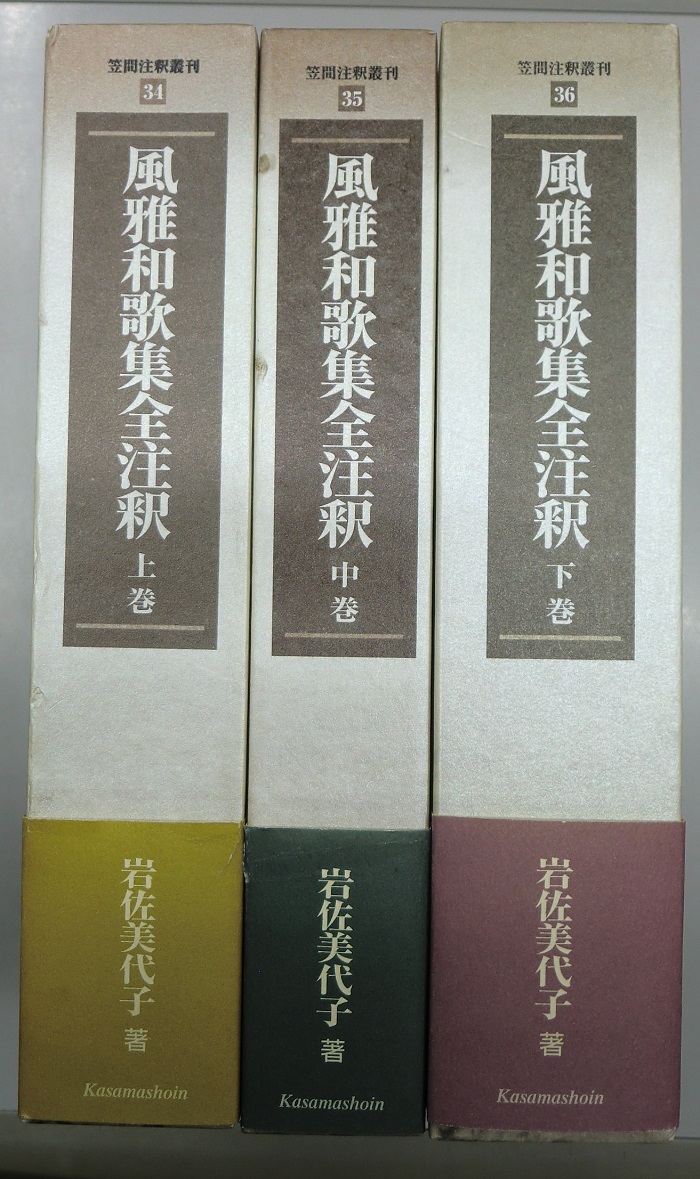 笠間注釈叢刊
34
風雅和歌集全注釈 上巻
岩佐美代子 著
Kasamashoin
笠間注釈叢刊
35
風雅和歌集全注釈 中巻
岩佐美代子 著
Kasamashoin
笠間注釈叢刊
36
風雅和歌集全注釈 下巻
岩佐美代子 著
Kasamashoin